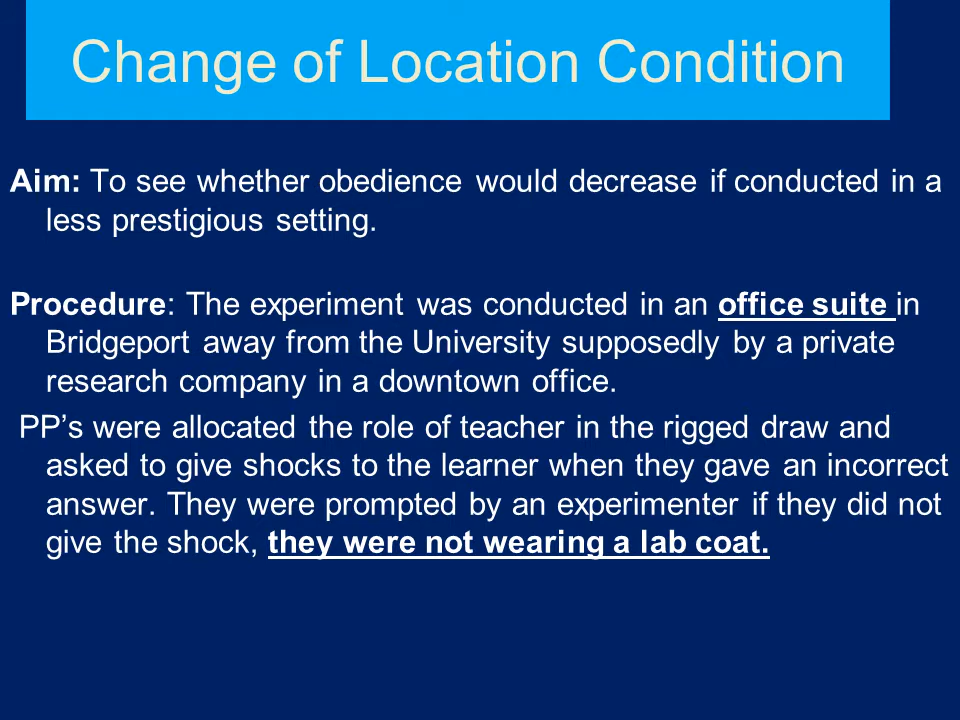 Change of Location Condition
Aim: To see whether obedience would decrease if conducted in a
less prestigious setting.
Procedure: The experiment was conducted in an office suite in
Bridgeport away from the University supposedly by a private
research company in a downtown office.
PP’s were allocated the role of teacher in the rigged draw and
asked to give shocks to the learner when they gave an incorrect
answer. They were prompted by an experimenter if they did not
give the shock, they were not wearing a lab coat.